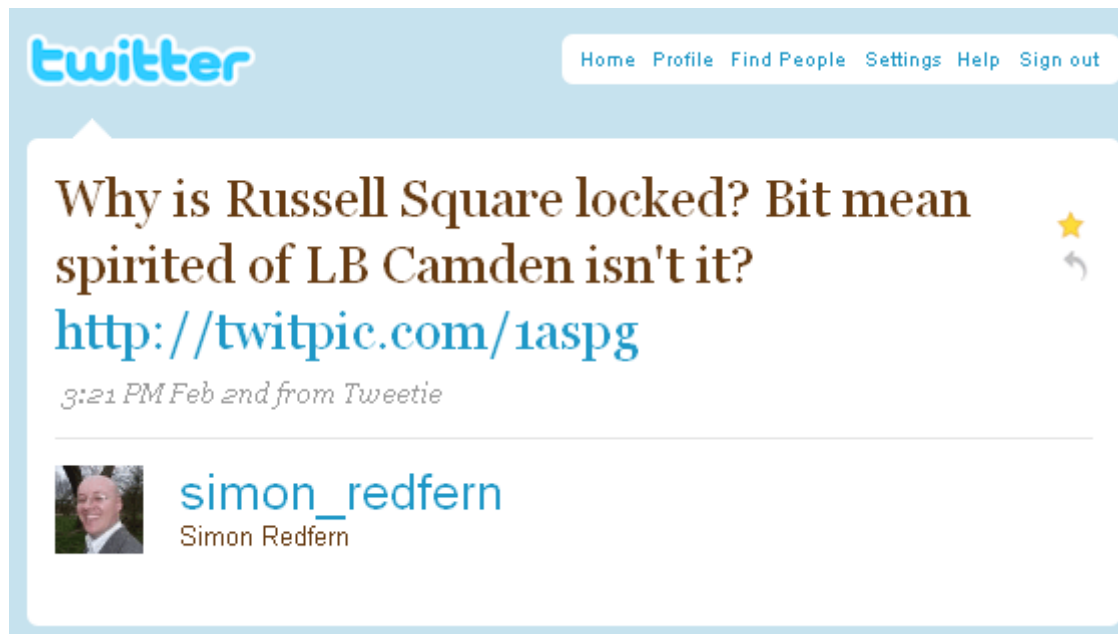 twitter
Home Profile Find People Settings Help Sign out
Why is Russell Square locked? Bit mean
spirited of LB Camden isn't it?
http://twitpic.com/1aspg
3:21 PM Feb 2nd from Tweetie
simon_redfern
Simon Redfern